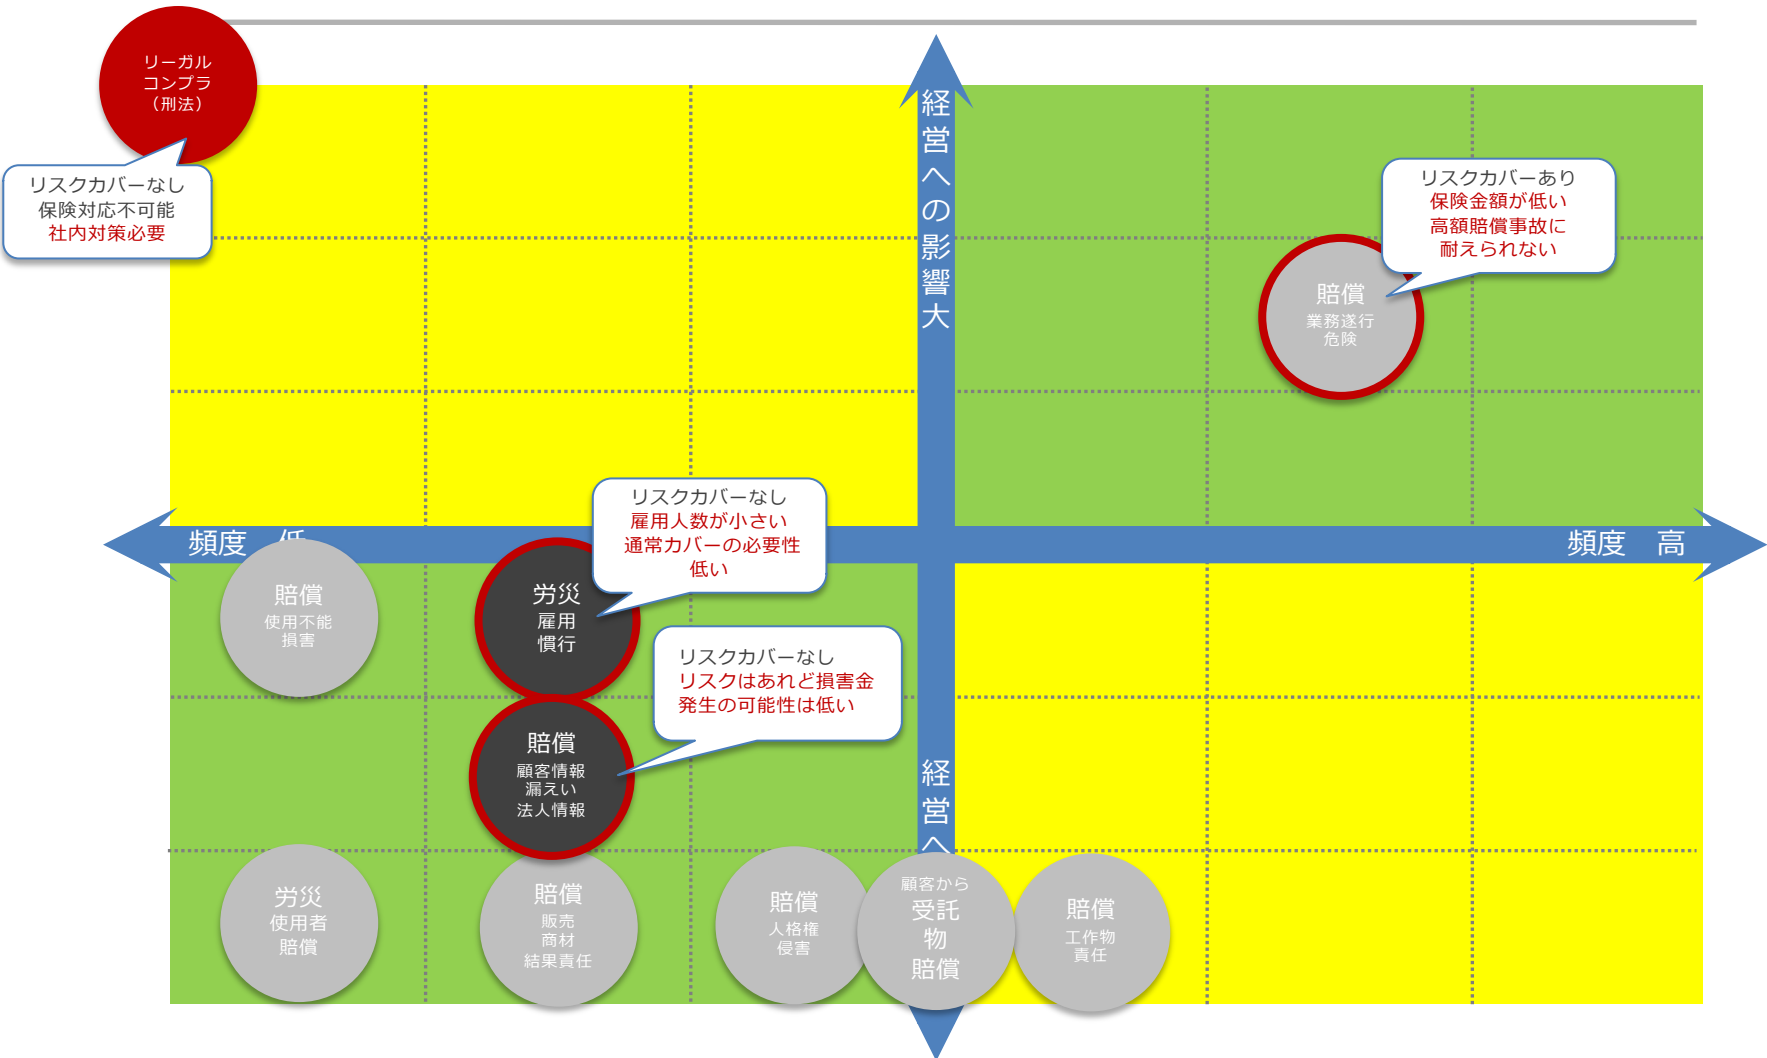 リーガル
コンプラ
（刑法）
リスクカバーなし
保険対応不可能
社内対策必要
経営への影響大
リスクカバーあり
保険金額が低い
高額賠償事故に
耐えられない
賠償
業務遂行
危険
リスクカバーなし
雇用人数が小さい
通常カバーの必要性
低い
頻度
頻度　高
賠償
使用不能
損害
労災
雇用
慣行
リスクカバーなし
リスクはあれど損害金
発生の可能性は低い
賠償
顧客情報
漏えい
法人情報
経営へ
労災
使用者
賠償
賠償
販売
商材
結果責任
賠償
人格権
侵害
顧客から
受託
物
賠償
賠償
工作物
責任